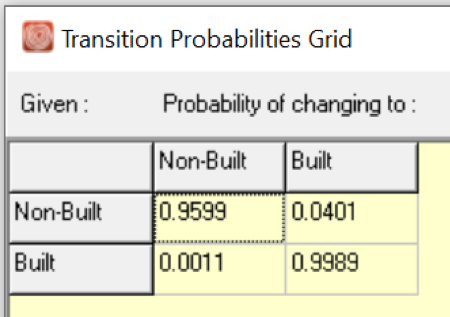 Transition Probabilities Grid
Given : Probability of changing to :
Non-Built Built
Non-Built 0.9599 0.0401
Built 0.0011 0.9989